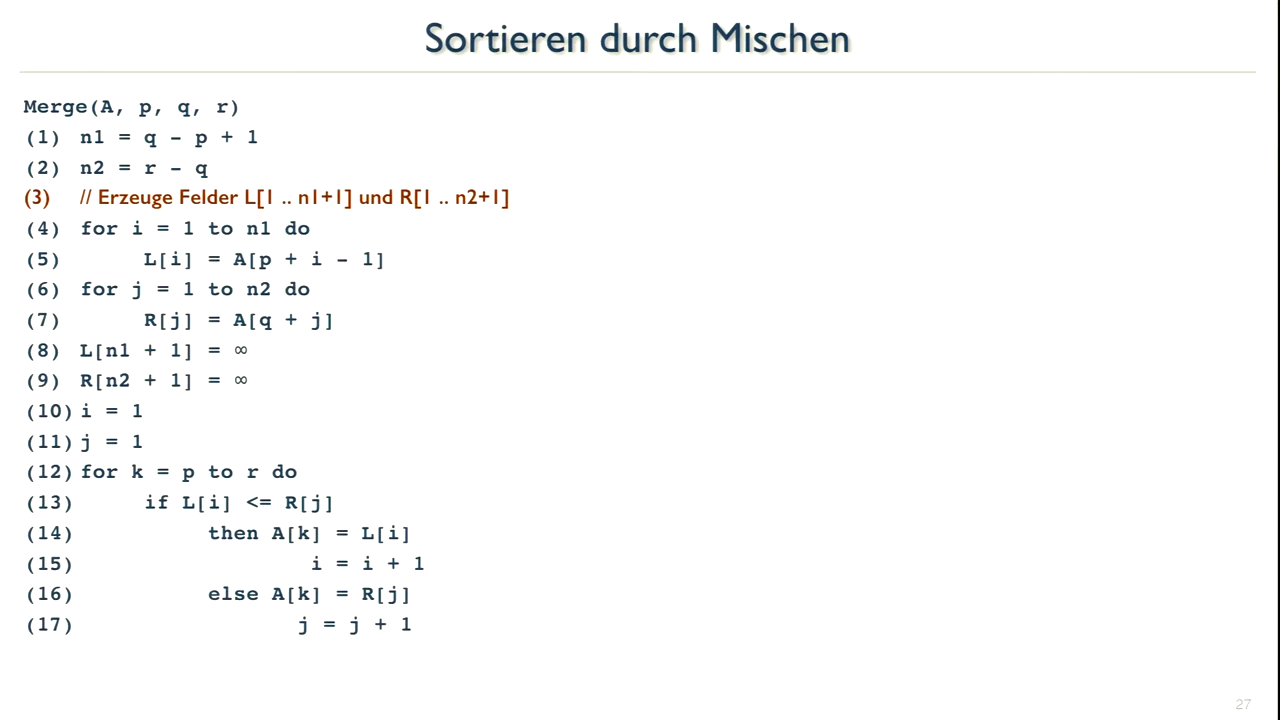 Sortieren durch Mischen
Merge(A, p, q, r)
(1) n1 = q – p + 1
(2) n2 = r – q
(3) // Erzeuge Felder L[1 .. n1+1] und R[1 .. n2+1]
(4) for i = 1 to n1 do
(5) L[i] = A[p + i – 1]
(6) for j = 1 to n2 do
(7) R[j] = A[q + j]
(8) L[n1 + 1] = ∞
(9) R[n2 + 1] = ∞
(10) i = 1
(11) j = 1
(12) for k = p to r do
(13) if L[i] <= R[j]
(14) then A[k] = L[i]
(15) i = i + 1
(16) else A[k] = R[j]
(17) j = j + 1
27